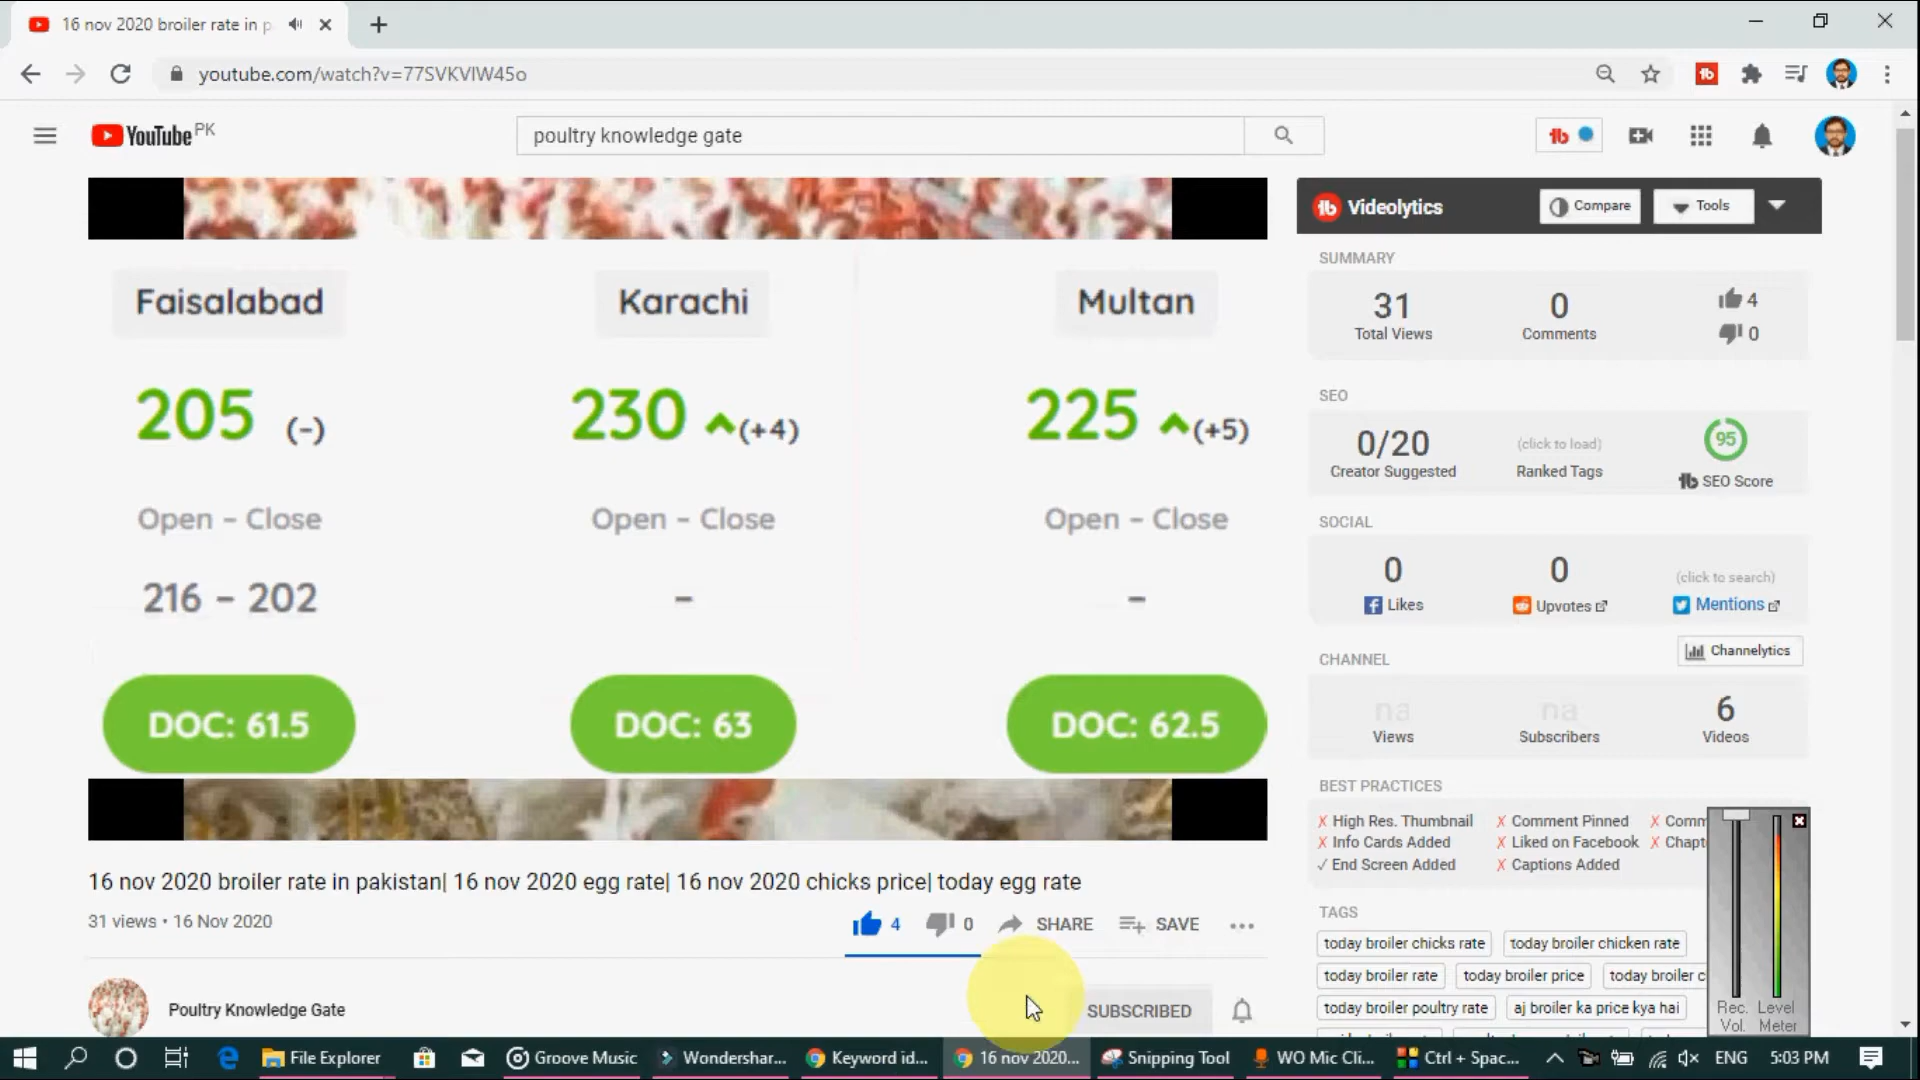 16 nov 2020 broiler rate in p
youtube.com/watch?v=77SVKVlW45o
YouTube PK
poultry knowledge gate
Faisalabad Karachi Multan
205 (-) 230 (+4) 225 (+5)
Open - Close Open - Close Open - Close
216 - 202 - -
DOC: 61.5 DOC: 63 DOC: 62.5
16 nov 2020 broiler rate in pakistan| 16 nov 2020 egg rate| 16 nov 2020 chicks price| today egg rate
31 views • 16 Nov 2020
4 0 SHARE SAVE
Poultry Knowledge Gate
SUBSCRIBED
Videolytics Compare Tools
SUMMARY
31 0 4
Total Views Comments 0
SEO
0/20 (click to load) 95
Creator Suggested Ranked Tags SEO Score
SOCIAL
0 0 (click to search)
Likes Upvotes Mentions
CHANNEL Channelytics
na na 6
Views Subscribers Videos
BEST PRACTICES
X High Res. Thumbnail X Comment Pinned X Comm
X Info Cards Added X Liked on Facebook X Chapt
✓ End Screen Added X Captions Added
TAGS
today broiler chicks rate today broiler chicken rate
today broiler rate today broiler price today broiler c
today broiler poultry rate aj broiler ka price kya hai
Rec. Level
Vol. Meter
File Explorer Groove Music Wondershar... Keyword id... 16 nov 2020... Snipping Tool WO Mic Cli... Ctrl + Spac... ENG 5:03 PM